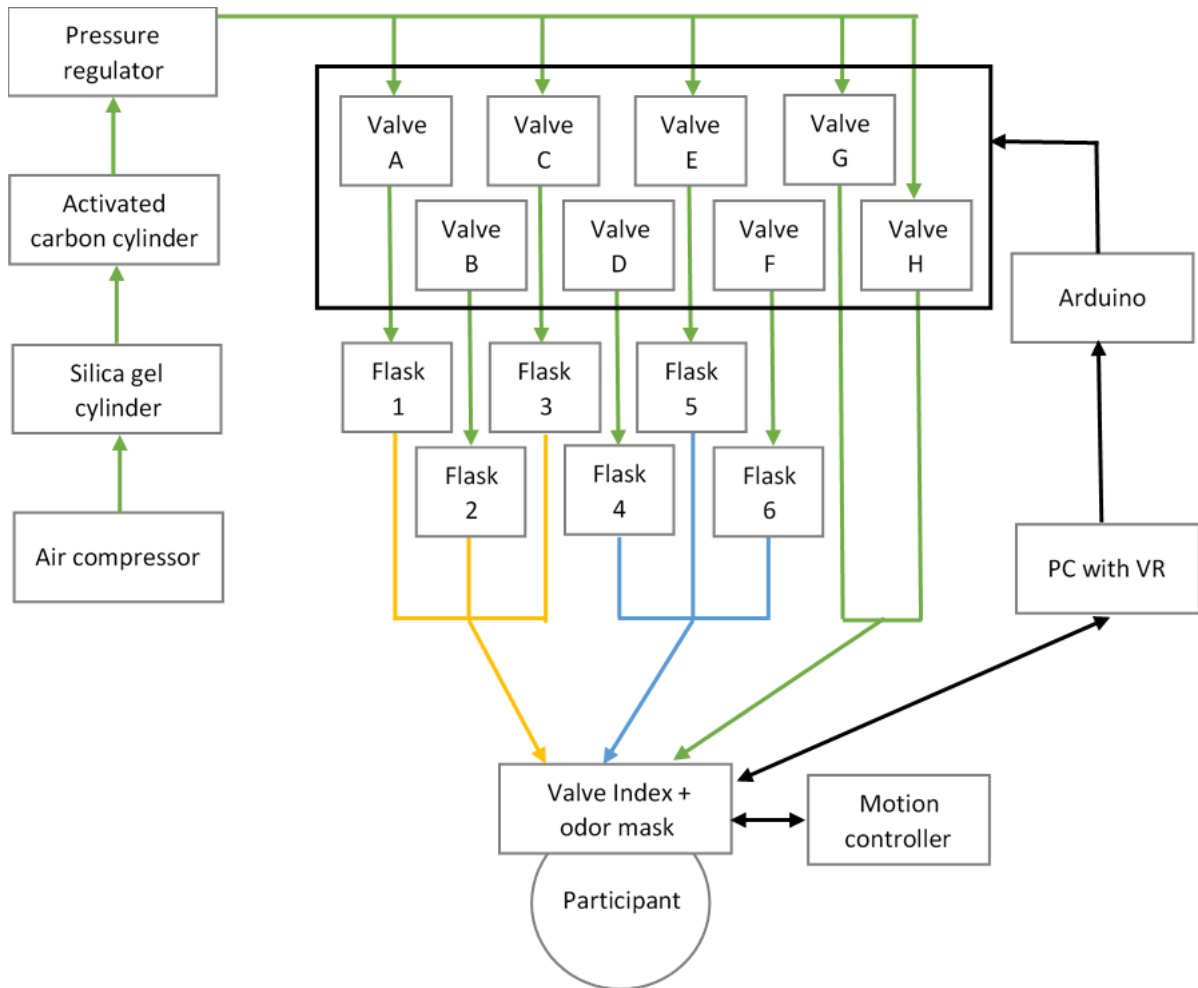 Pressure
regulator
Activated
carbon cylinder
Silica gel
cylinder
Air compressor
Valve
A
Valve
C
Valve
E
Valve
G
Valve
B
Valve
D
Valve
F
Valve
H
Flask
1
Flask
3
Flask
5
Flask
2
Flask
4
Flask
6
Arduino
PC with VR
Valve Index +
odor mask
Motion
controller
Participant